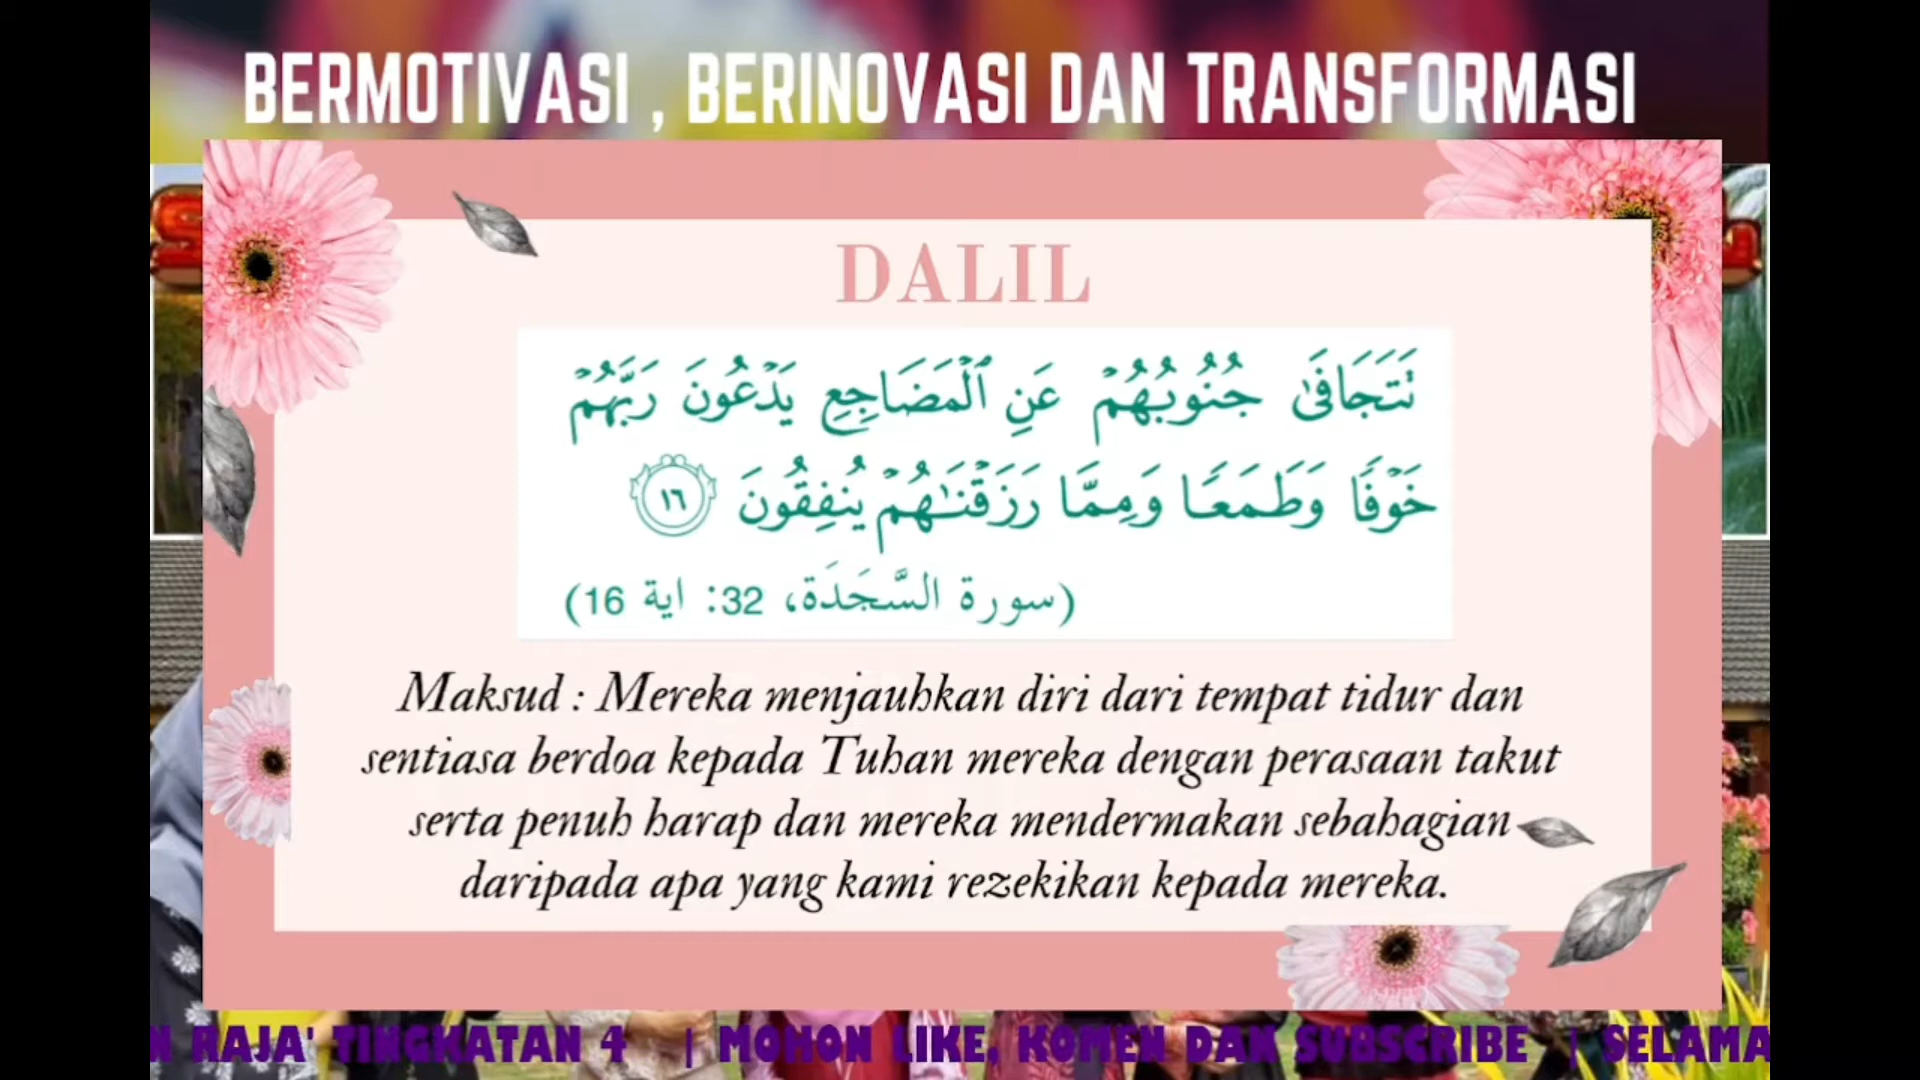 BERMOTIVASI , BERINOVASI DAN TRANSFORMASI
DALIL
تَتَجَافَىٰ جُنُوبُهُمْ عَنِ ٱلْمَضَاجِعِ يَدْعُونَ رَبَّهُمْ
خَوْفًا وَطَمَعًا وَمِمَّا رَزَقْنَـٰهُمْ يُنفِقُونَ ١٦
(سورة السَّجَدَة، 32: اية 16)
Maksud : Mereka menjauhkan diri dari tempat tidur dan
sentiasa berdoa kepada Tuhan mereka dengan perasaan takut
serta penuh harap dan mereka mendermakan sebahagian
daripada apa yang kami rezekikan kepada mereka.
N RAJA' TINGKATAN 4 | MOHON LIKE, KOMEN DAN SUBSCRIBE | SELAMA